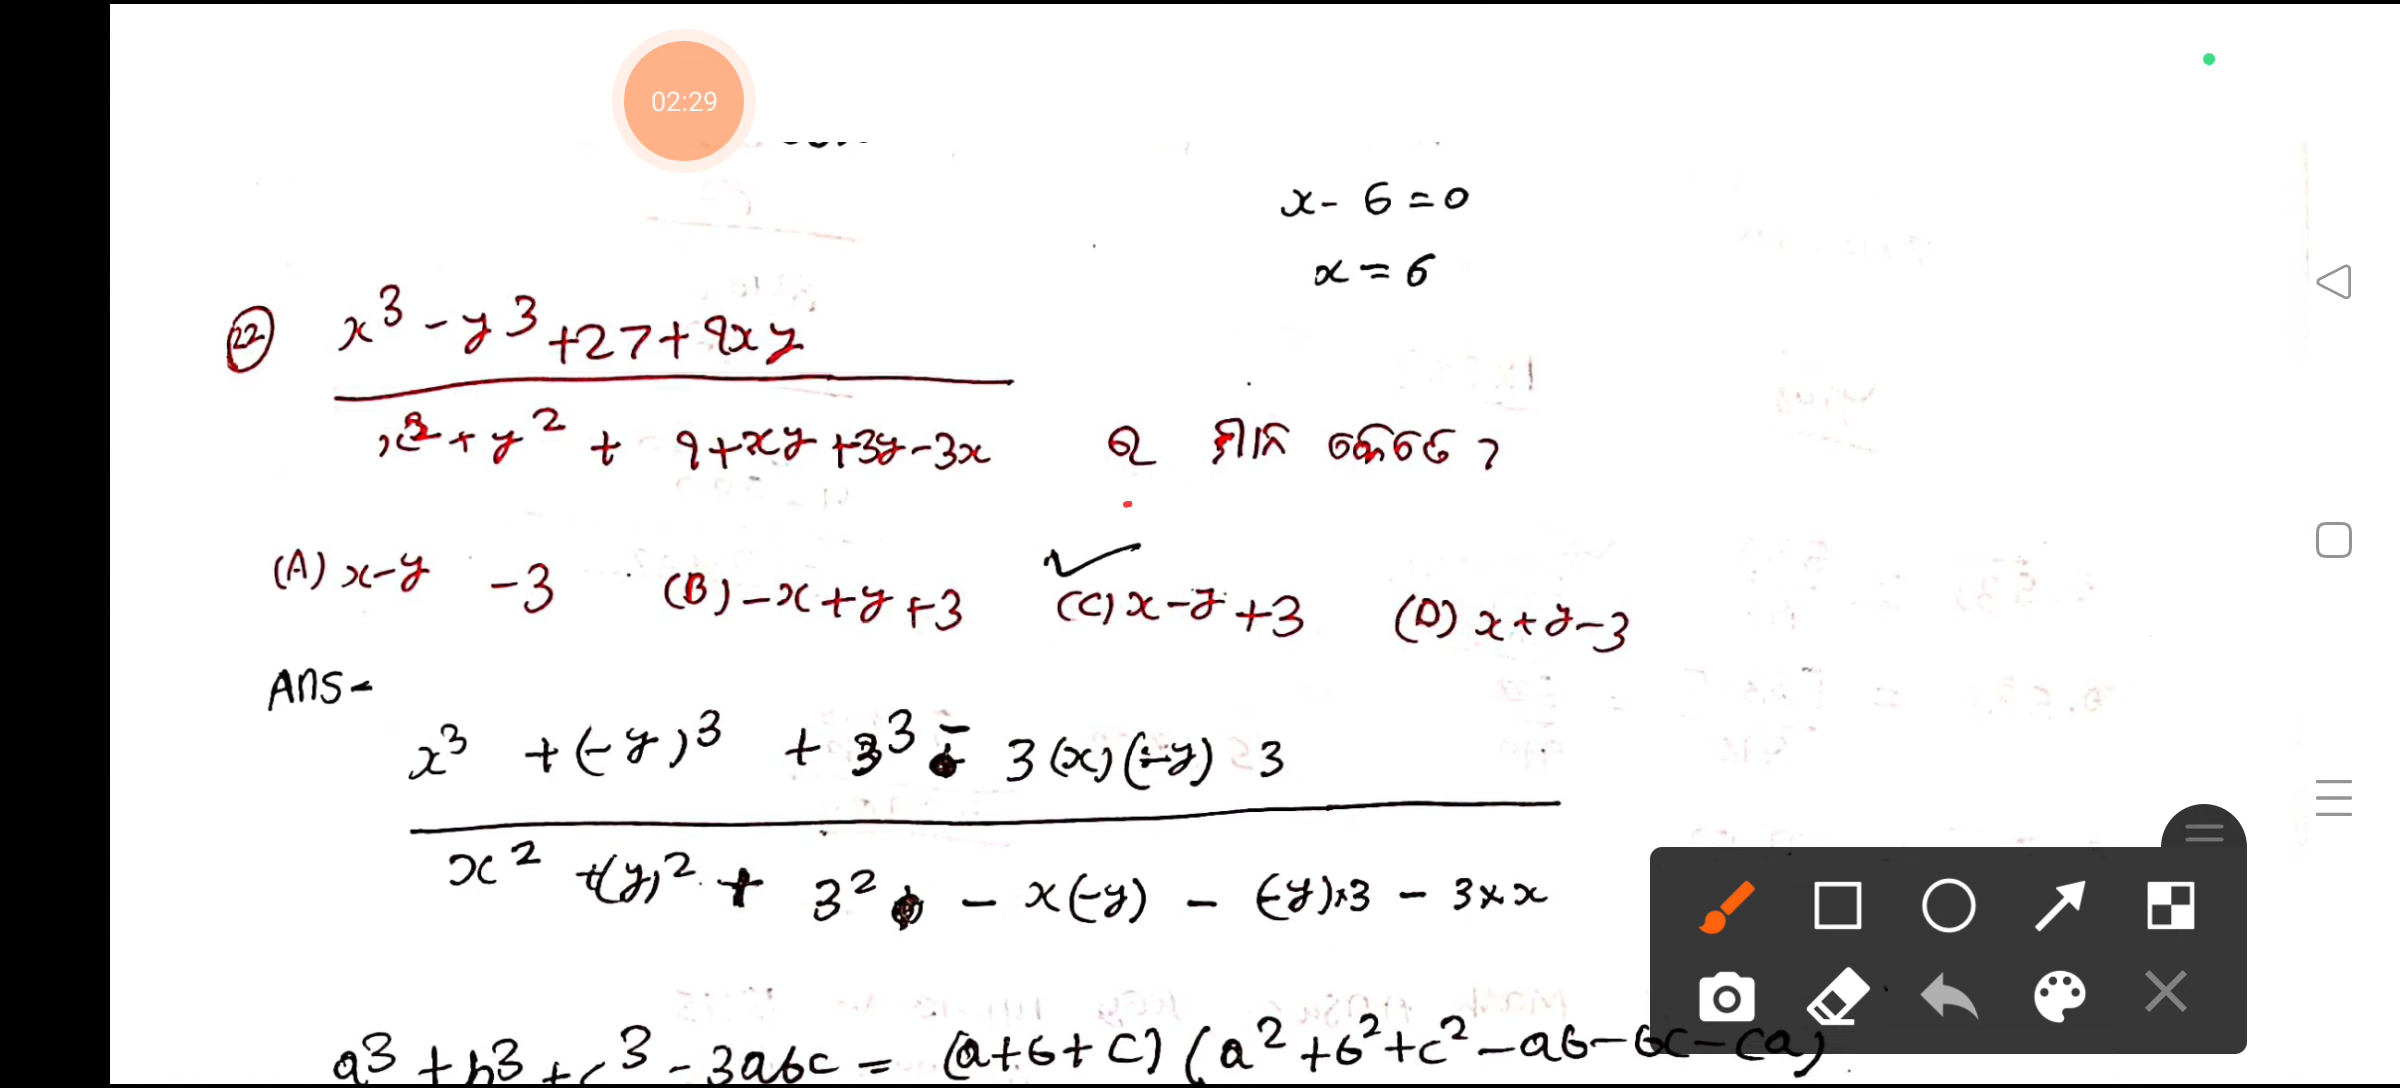 02:29
x - 6 = 0
x = 6
(22) x³ - y³ + 27 + 9xy
x² + y² + 9 + xy + 3y - 3x ର ମାନ କେତେ ?
(A) x - y - 3 (B) - x + y + 3 (C) x - y + 3 (D) x + y - 3
Ans -
x³ + (-y)³ + 3³ - 3(x)(-y) 3
x² + (y)² + 3² - x(-y) - (-y)×3 - 3×x
a³ + b³ + c³ - 3abc = (a+b+c) (a² + b² + c² - ab - bc - ca)